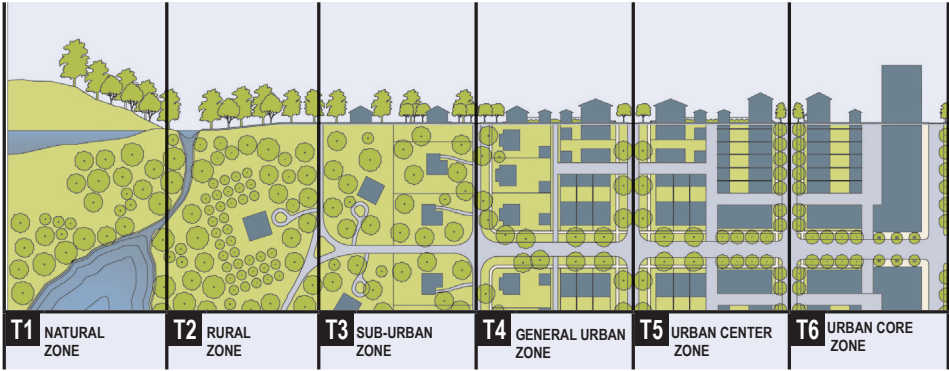 T1 NATURAL
ZONE
T2 RURAL
ZONE
T3 SUB-URBAN
ZONE
T4 GENERAL URBAN
ZONE
T5 URBAN CENTER
ZONE
T6 URBAN CORE
ZONE